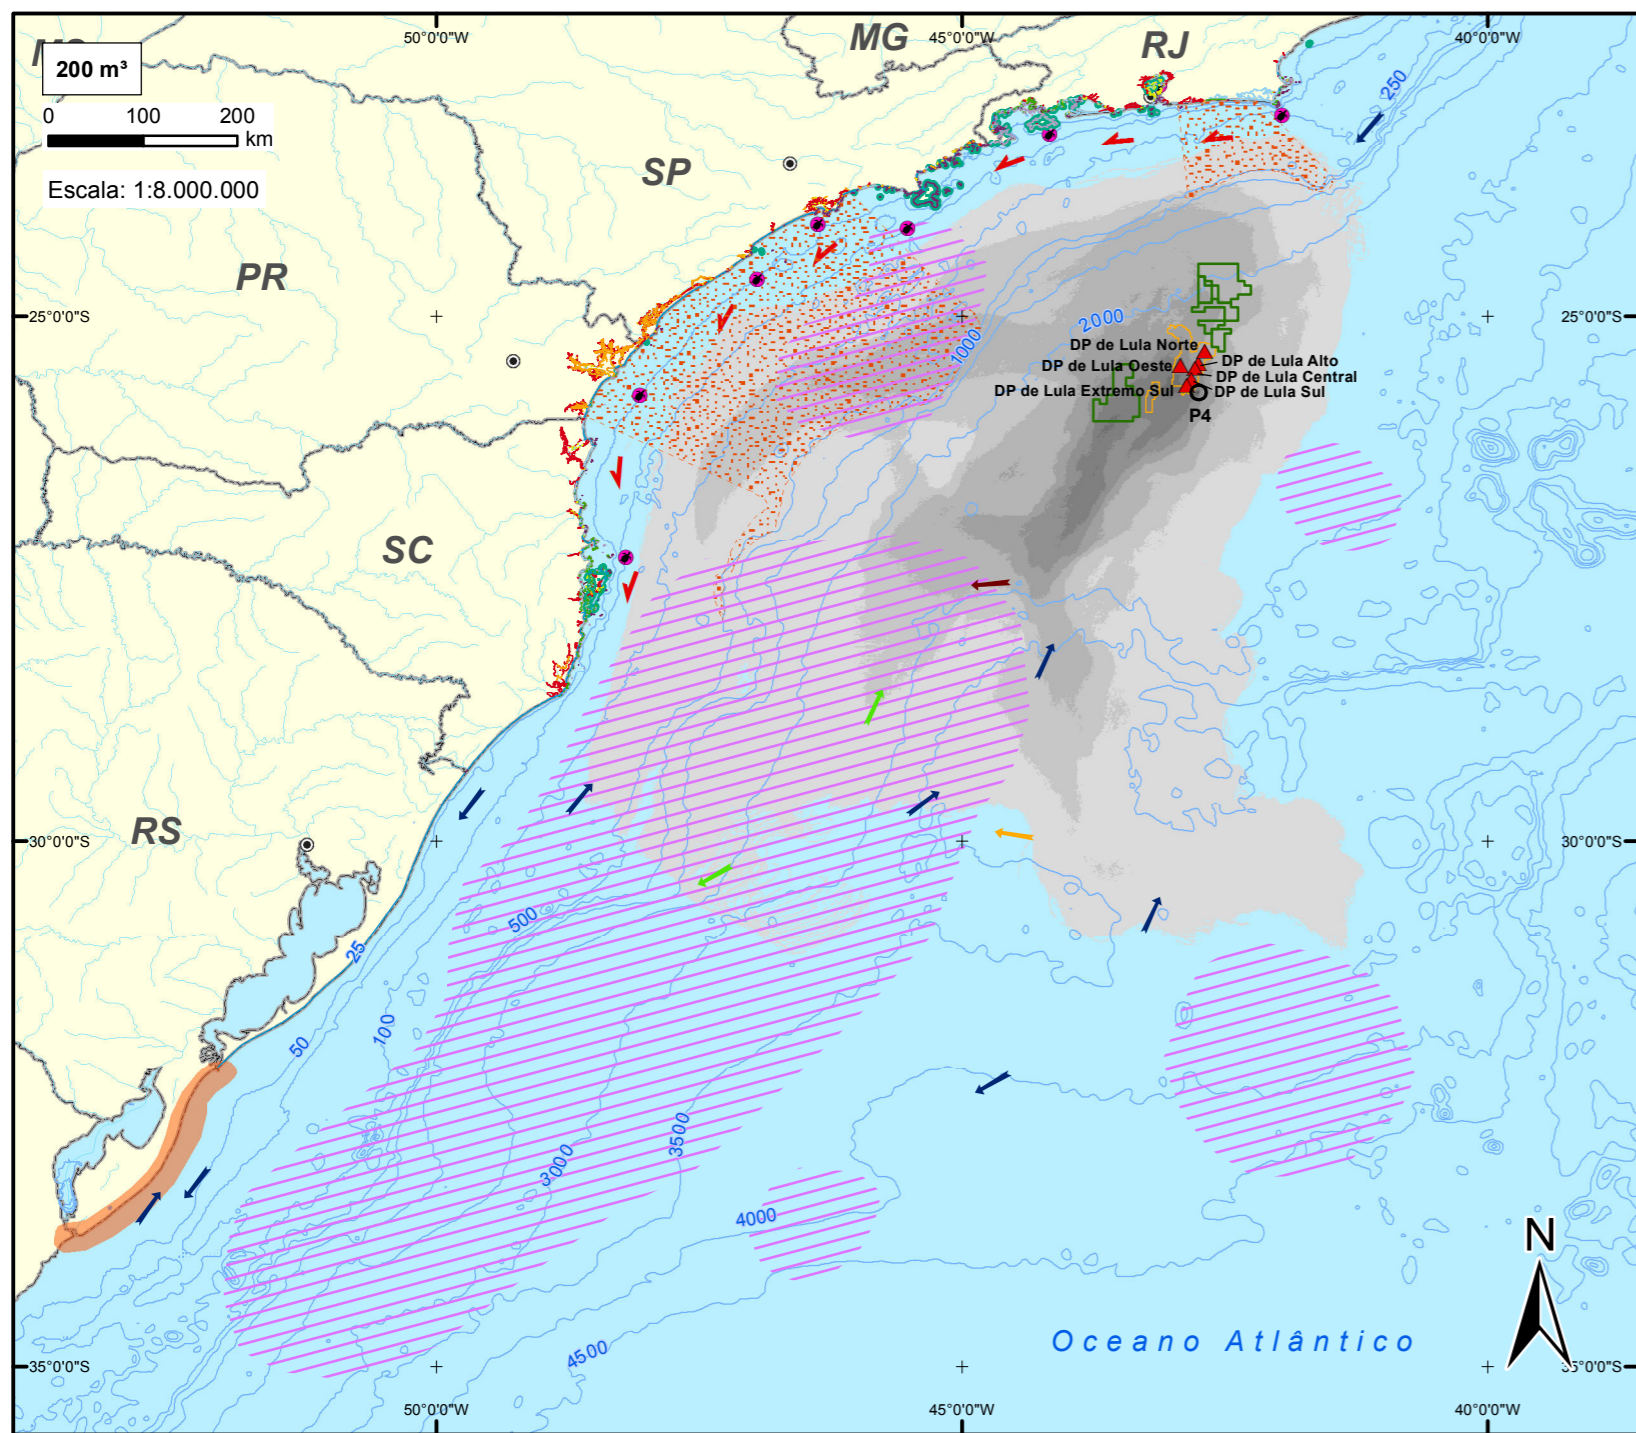 50°0'0"W
45°0'0"W
40°0'0"W
MG
RJ
200 m³
0 100 200
km
Escala: 1:8.000.000
250
SP
PR
25°0'0"S
25°0'0"S
2000
1000
DP de Lula Norte
DP de Lula Oeste
DP de Lula Alto
DP de Lula Central
DP de Lula Extremo Sul
DP de Lula Sul
P4
SC
RS
30°0'0"S
30°0'0"S
500
25
100
50
3500
3000
4000
4500
N
Oceano Atlântico
35°0'0"S
35°0'0"S
50°0'0"W
45°0'0"W
40°0'0"W